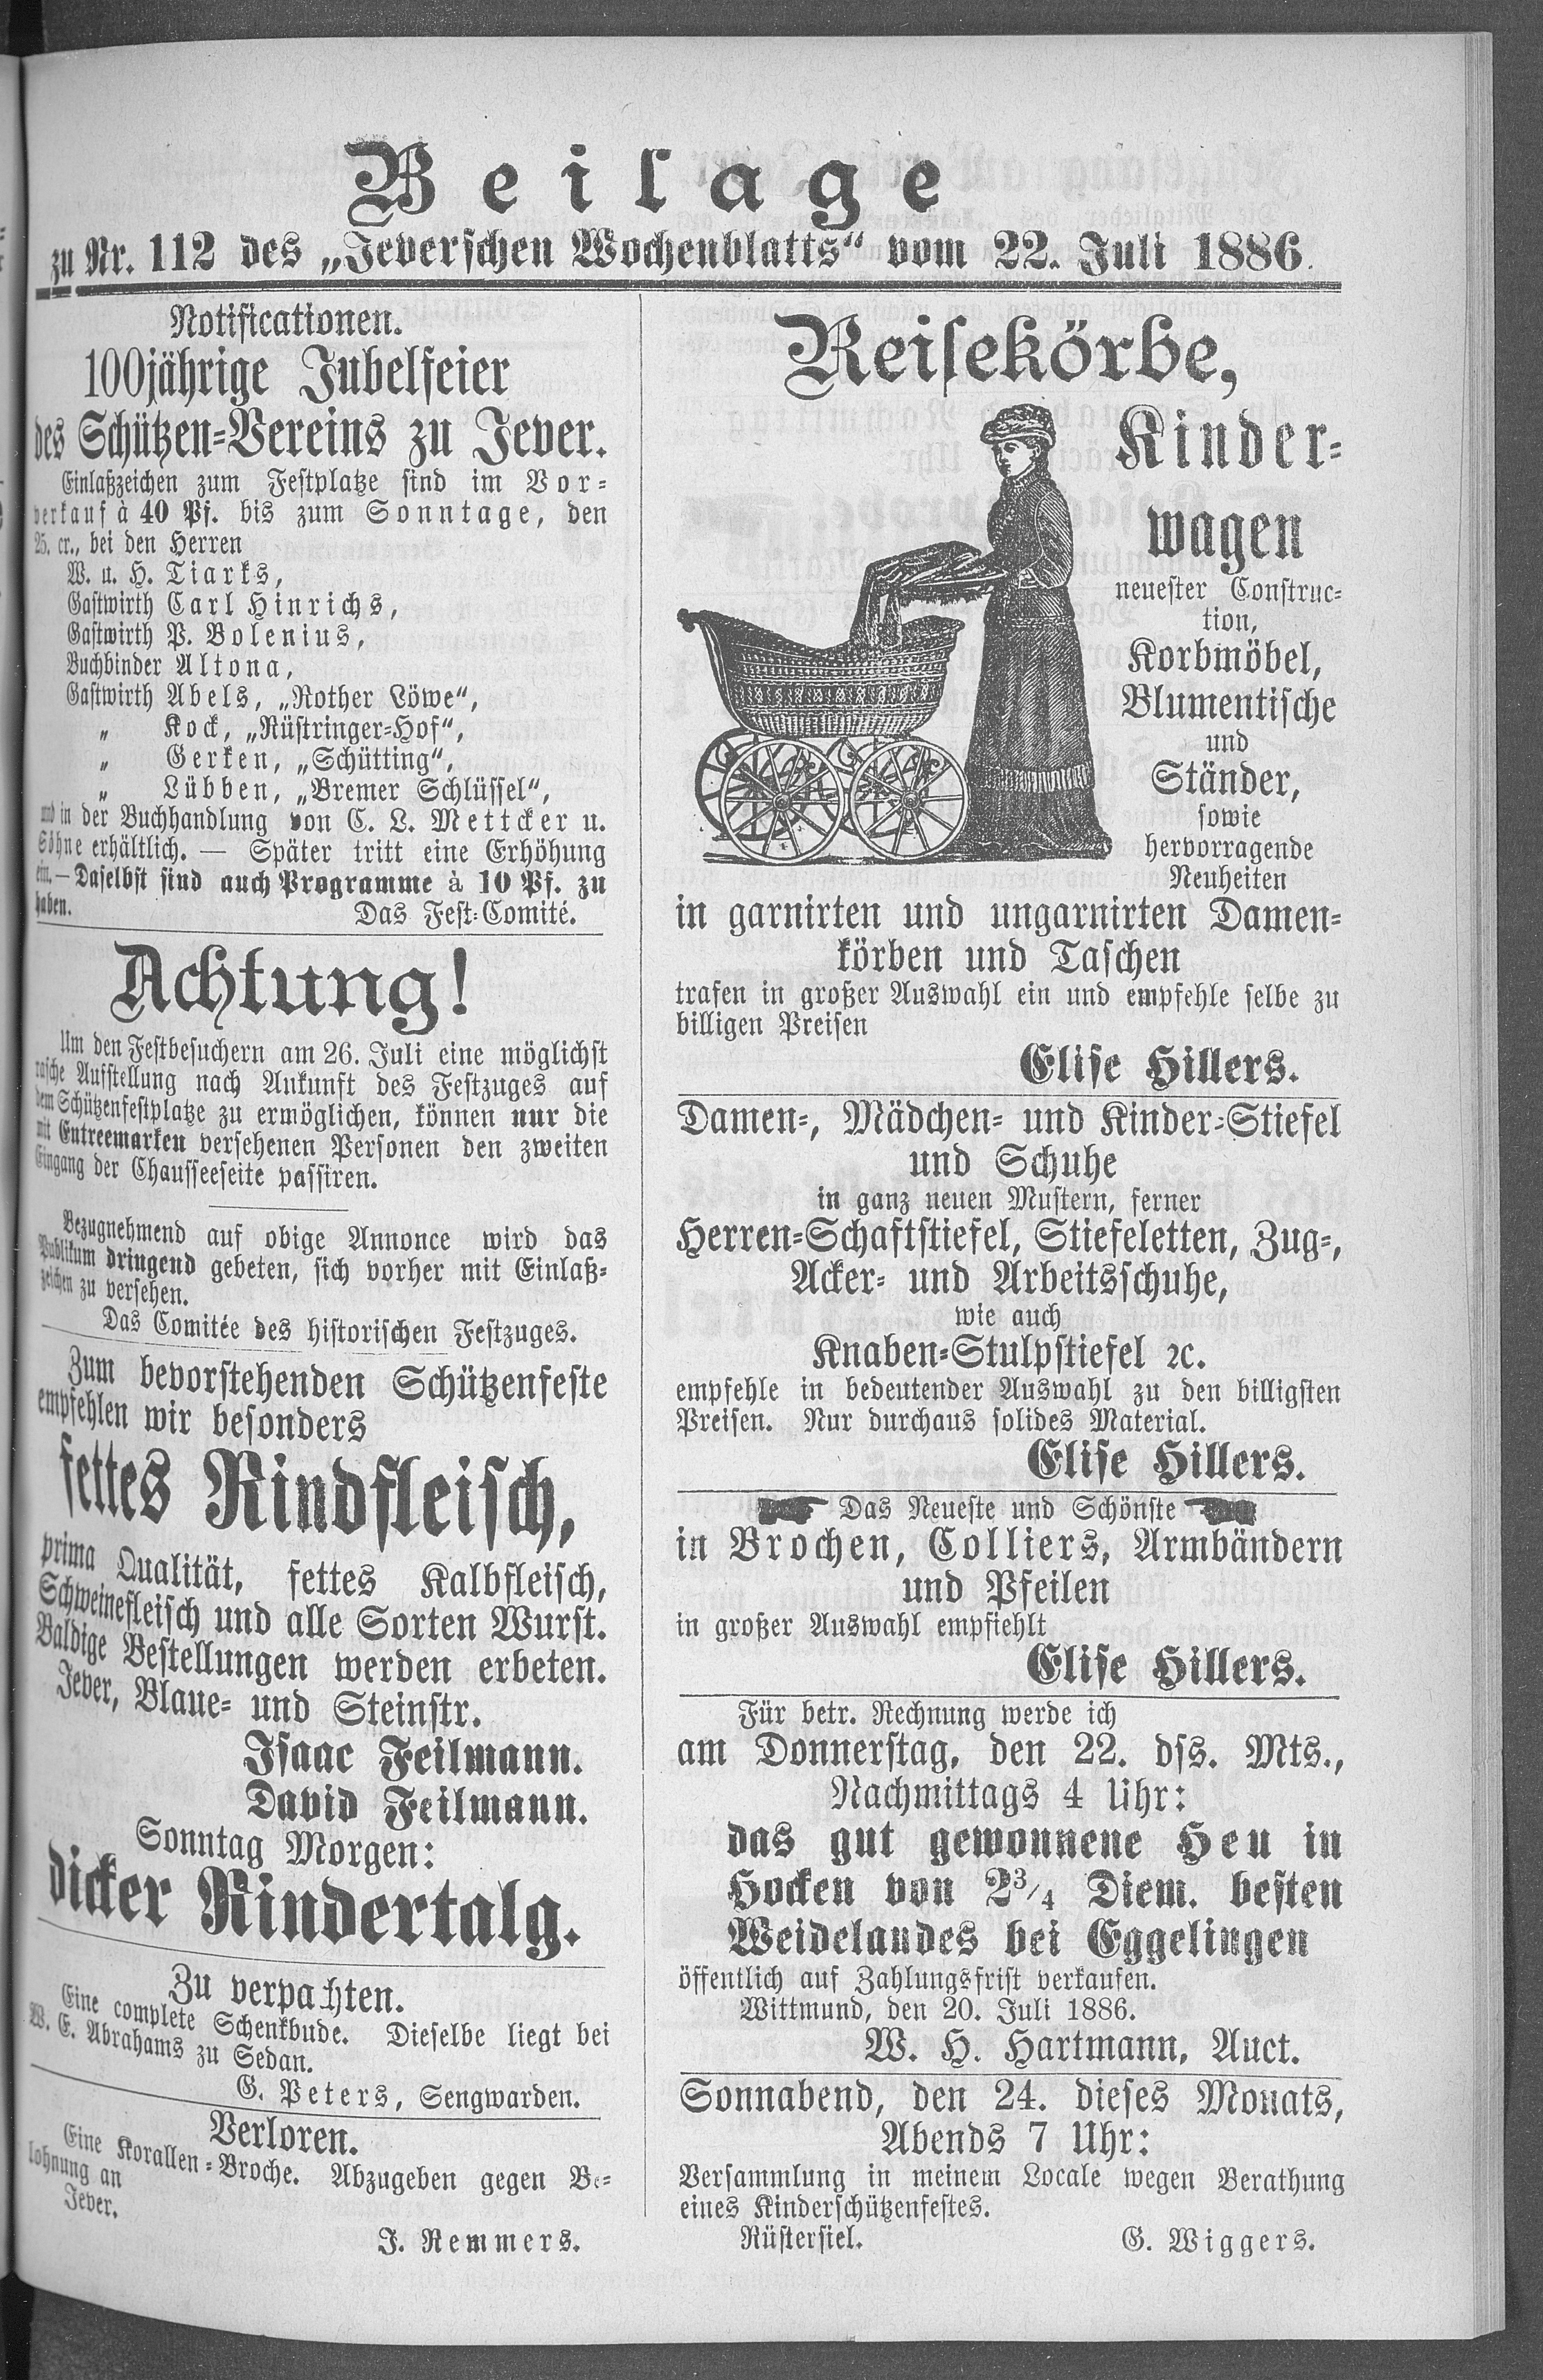 Beilage
zu Nr. 112 des „Jeverschen Wochenblatts“ vom 22. Juli 1886.
Notificationen.
100jährige Jubelfeier
des Schützen-Vereins zu Jever.
Einlaßzeichen zum Festplatze sind im Vor-
verkauf à 40 Pf. bis zum Sonntage, den
25. cr., bei den Herren
W. u. H. Tiarks,
Gastwirth Carl Hinrichs,
Gastwirth P. Bolenius,
Buchbinder Altona,
Gastwirth Abels, „Rother Löwe“,
„ Kock, „Rüstringer-Hof“,
„ Gerken, „Schütting“,
„ Lübben, „Bremer Schlüssel“,
und in der Buchhandlung von C. L. Mettcker u.
Söhne erhältlich. — Später tritt eine Erhöhung
ein. — Daselbst sind auch Programme à 10 Pf. zu
haben.
Das Fest-Comité.
Achtung!
Um den Festbesuchern am 26. Juli eine möglichst
rasche Aufstellung nach Ankunft des Festzuges auf
dem Schützenfestplatze zu ermöglichen, können nur die
mit Entreemarken versehenen Personen den zweiten
Eingang der Chausseeseite passiren.
Bezugnehmend auf obige Annonce wird das
Publikum dringend gebeten, sich vorher mit Einlaß-
zeichen zu versehen.
Das Comitée des historischen Festzuges.
Zum bevorstehenden Schützenfeste
empfehlen wir besonders
fettes Rindfleisch,
prima Qualität, fettes Kalbfleisch,
Schweinefleisch und alle Sorten Wurst.
Baldige Bestellungen werden erbeten.
Jever, Blaue- und Steinstr.
Isaac Feilmann.
David Feilmann.
Sonntag Morgen:
dicker Rindertalg.
Zu verpachten.
Eine complete Schenkbude. Dieselbe liegt bei
W. E. Abrahams zu Sedan.
G. Peters, Sengwarden.
Verloren.
Eine Korallen-Broche. Abzugeben gegen Be-
lohnung an
Jever.
J. Remmers.
Reisekörbe,
Kinder-
wagen
neuester Construc-
tion,
Korbmöbel,
Blumentische
und
Ständer,
sowie
hervorragende
Neuheiten
in garnirten und ungarnirten Damen-
körben und Taschen
trafen in großer Auswahl ein und empfehle selbe zu
billigen Preisen
Elise Hillers.
Damen-, Mädchen- und Kinder-Stiefel
und Schuhe
in ganz neuen Mustern, ferner
Herren-Schaftstiefel, Stiefeletten, Zug-,
Acker- und Arbeitsschuhe,
wie auch
Knaben-Stulpstiefel ꝛc.
empfehle in bedeutender Auswahl zu den billigsten
Preisen. Nur durchaus solides Material.
Elise Hillers.
Das Neueste und Schönste
in Brochen, Colliers, Armbändern
und Pfeilen
in großer Auswahl empfiehlt
Elise Hillers.
Für betr. Rechnung werde ich
am Donnerstag, den 22. dss. Mts.,
Nachmittags 4 Uhr:
das gut gewonnene Heu in
Hocken von 2 3/4 Diem. besten
Weidelandes bei Eggelingen
öffentlich auf Zahlungsfrist verkaufen.
Wittmund, den 20. Juli 1886.
W. H. Hartmann, Auct.
Sonnabend, den 24. dieses Monats,
Abends 7 Uhr:
Versammlung in meinem Locale wegen Berathung
eines Kinderschützenfestes.
Rüstersiel. G. Wiggers.